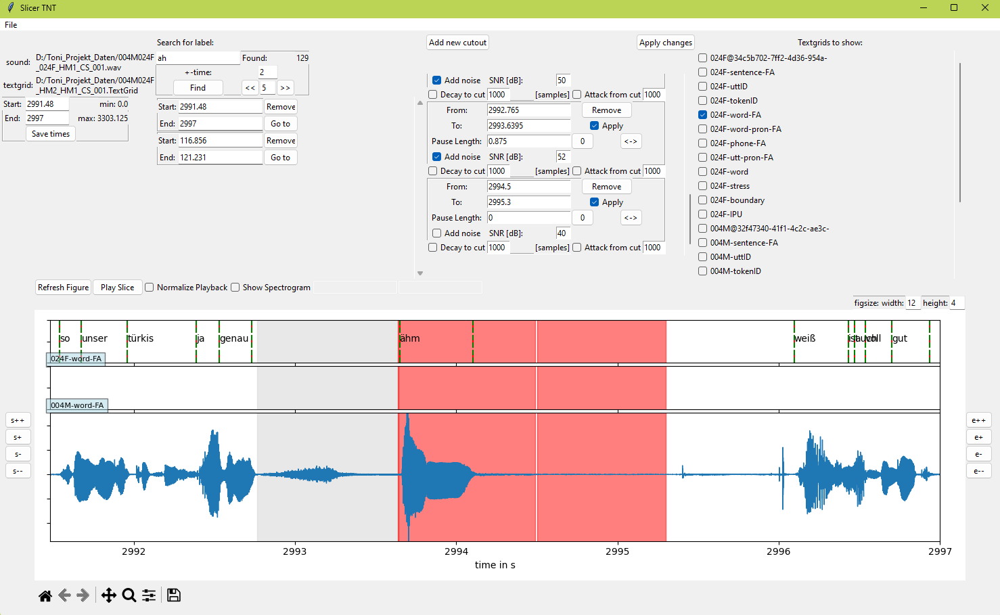 Slicer TNT
File
sound:
D:/Toni_Projekt_Daten/004M024F
_024F_HM1_CS_001.wav
textgrid:
D:/Toni_Projekt_Daten/004M024F
_HM2_HM1_CS_001.TextGrid
Start: 2991.48 min: 0.0
End: 2997 max: 3303.125
Save times
Search for label:
ah Found: 129
+-time: 2
Find << 5 >>
Start: 2991.48 Remove
End: 2997 Go to
Start: 116.856 Remove
End: 121.231 Go to
Add new cutout Apply changes
Add noise SNR [dB]: 50
Decay to cut 1000 [samples] Attack from cut 1000
From: 2992.765 Remove
To: 2993.6395 Apply
Pause Length: 0.875 0 <->
Add noise SNR [dB]: 52
Decay to cut 1000 [samples] Attack from cut 1000
From: 2994.5 Remove
To: 2995.3 Apply
Pause Length: 0 0 <->
Add noise SNR [dB]: 40
Decay to cut 1000 [samples] Attack from cut 1000
Textgrids to show:
024F@34c5b702-7ff2-4d36-954a-
024F-sentence-FA
024F-uttID
024F-tokenID
024F-word-FA
024F-word-pron-FA
024F-phone-FA
024F-utt-pron-FA
024F-word
024F-stress
024F-boundary
024F-IPU
004M@32f47340-41f1-4c2c-ae3c-
004M-sentence-FA
004M-uttID
004M-tokenID
Refresh Figure Play Slice Normalize Playback Show Spectrogram
figsize: width: 12 height: 4
so unser türkis ja genau ähm weiß ist auch voll gut
024F-word-FA
004M-word-FA
s++ e++
s+ e+
s- e-
s-- e--
2992 2993 2994 2995 2996 2997
time in s